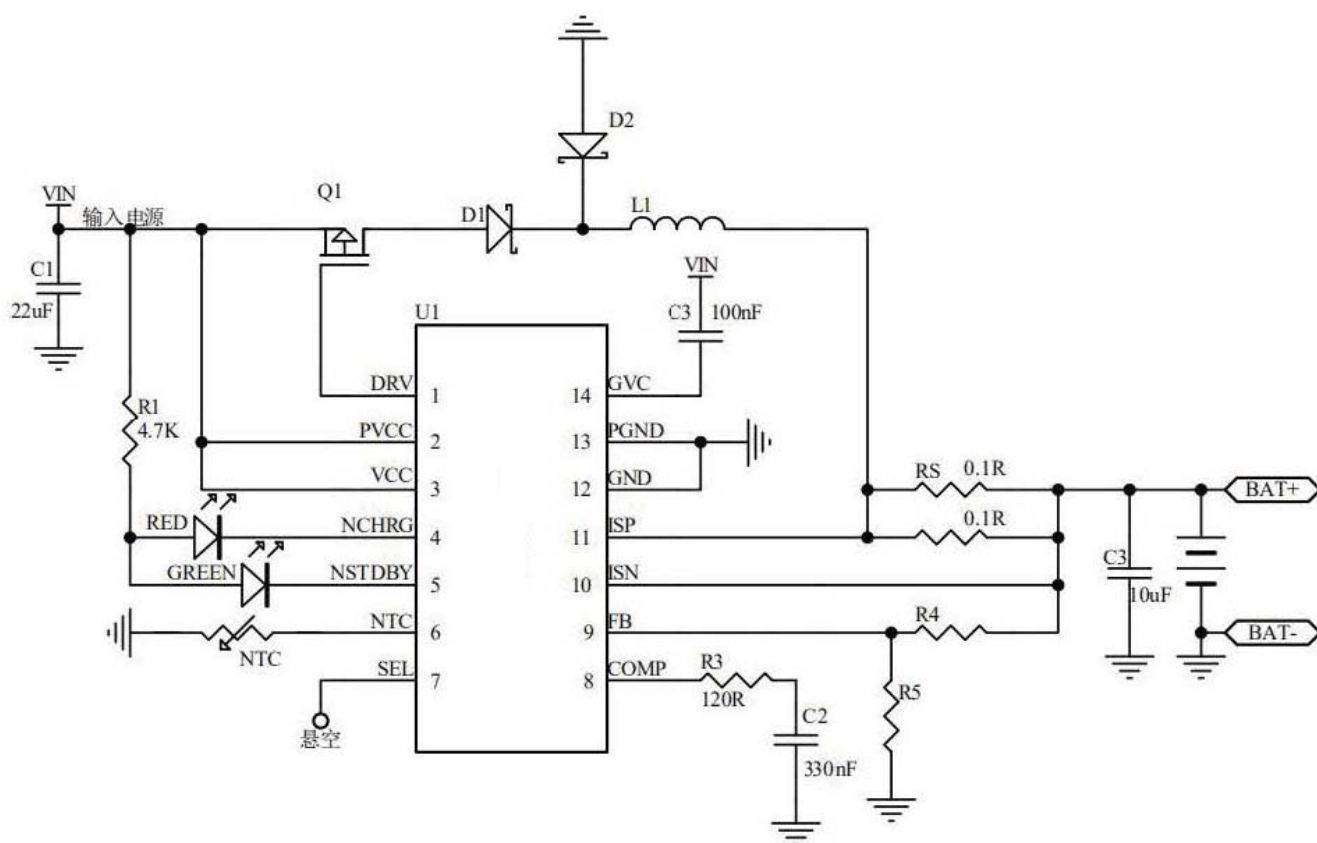 D2
Q1
VIN
输入电源
D1
L1
C1
22uF
VIN
C3 100nF
U1
DRV 1
14 GVC
R1
4.7K
PVCC 2
13 PGND
VCC 3
12 GND
RS 0.1R
BAT+
RED
NCHRG 4
11 ISP
0.1R
GREEN
NSTDBY 5
10 ISN
C3
10uF
NTC 6
9 FB
R4
BAT-
NTC
SEL 7
8 COMP
R3
120R
R5
C2
悬空
330nF